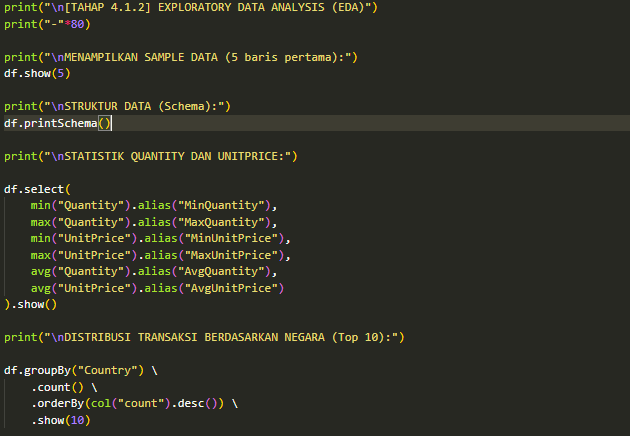 print("\n[TAHAP 4.1.2] EXPLORATORY DATA ANALYSIS (EDA)")
print("-"*80)
print("\nMENAMPILKAN SAMPLE DATA (5 baris pertama):")
df.show(5)
print("\nSTRUKTUR DATA (Schema):")
df.printSchema()
print("\nSTATISTIK QUANTITY DAN UNITPRICE:")
df.select(
    min("Quantity").alias("MinQuantity"),
    max("Quantity").alias("MaxQuantity"),
    min("UnitPrice").alias("MinUnitPrice"),
    max("UnitPrice").alias("MaxUnitPrice"),
    avg("Quantity").alias("AvgQuantity"),
    avg("UnitPrice").alias("AvgUnitPrice")
).show()
print("\nDISTRIBUSI TRANSAKSI BERDASARKAN NEGARA (Top 10):")
df.groupBy("Country") \
    .count() \
    .orderBy(col("count").desc()) \
    .show(10)